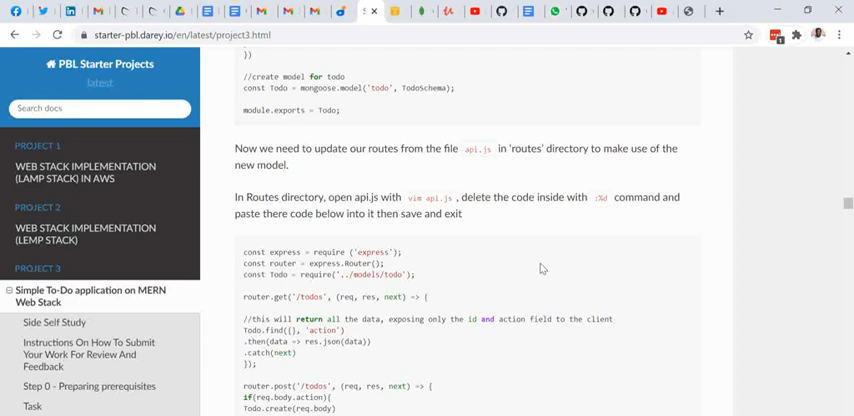 starter-pbl.darey.io/en/latest/project3.html
PBL Starter Projects
latest
Search docs
PROJECT 1
WEB STACK IMPLEMENTATION
(LAMP STACK) IN AWS
PROJECT 2
WEB STACK IMPLEMENTATION
(LEMP STACK)
PROJECT 3
Simple To-Do application on MERN
Web Stack
Side Self Study
Instructions On How To Submit
Your Work For Review And
Feedback
Step 0 - Preparing prerequisites
Task
})
//create model for todo
const Todo = mongoose.model('todo', TodoSchema);
module.exports = Todo;
Now we need to update our routes from the file api.js in 'routes' directory to make use of the
new model.
In Routes directory, open api.js with vim api.js , delete the code inside with :%d command and
paste there code below into it then save and exit
const express = require ('express');
const router = express.Router();
const Todo = require('../models/todo');
router.get('/todos', (req, res, next) => {
//this will return all the data, exposing only the id and action field to the client
Todo.find({}, 'action')
.then(data => res.json(data))
.catch(next)
});
router.post('/todos', (req, res, next) => {
if(req.body.action){
Todo.create(req.body)